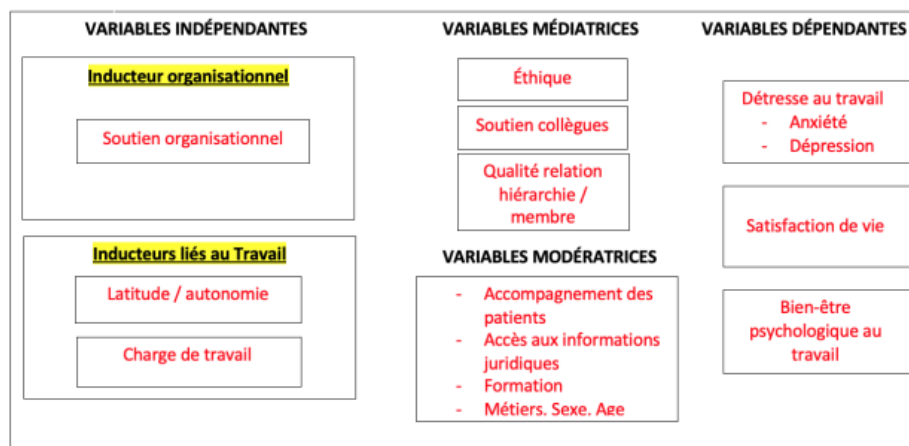 VARIABLES INDÉPENDANTES
Inducteur organisationnel
Soutien organisationnel
Inducteurs liés au Travail
Latitude / autonomie
Charge de travail
VARIABLES MÉDIATRICES
Éthique
Soutien collègues
Qualité relation
hiérarchie /
membre
VARIABLES MODÉRATRICES
- Accompagnement des
patients
- Accès aux informations
juridiques
- Formation
- Métiers. Sexe. Age
VARIABLES DÉPENDANTES
Détresse au travail
- Anxiété
- Dépression
Satisfaction de vie
Bien-être
psychologique au
travail